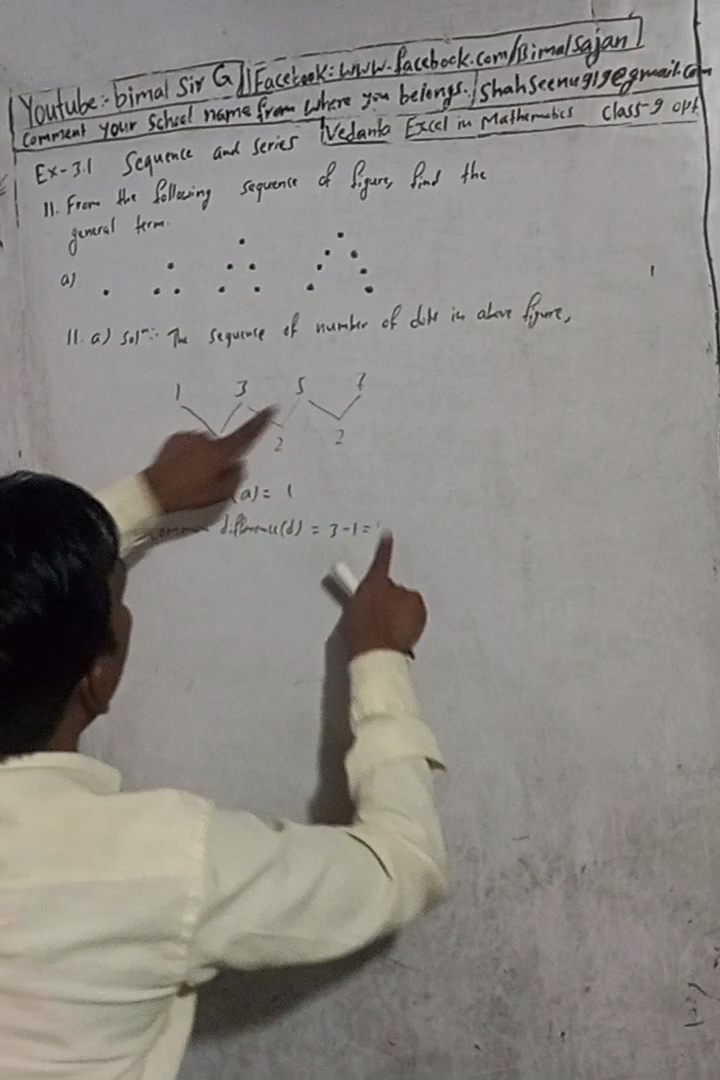 Youtube:- bimal Sir G || Facebook: www.facebook.com/Bimalsajan
Comment your School name from where you belongs. | Shahseenu919@gmail.com
Ex-3.1 Sequence and series | Vedanta Excel in Mathematics Class-9 opt
11. From the following sequence of figure, find the
general term.
a)
11. a) Solⁿ:- The sequence of number of dots in above figure,
1 3 5 7
2 2
(a) = 1
difference(d) = 3-1=